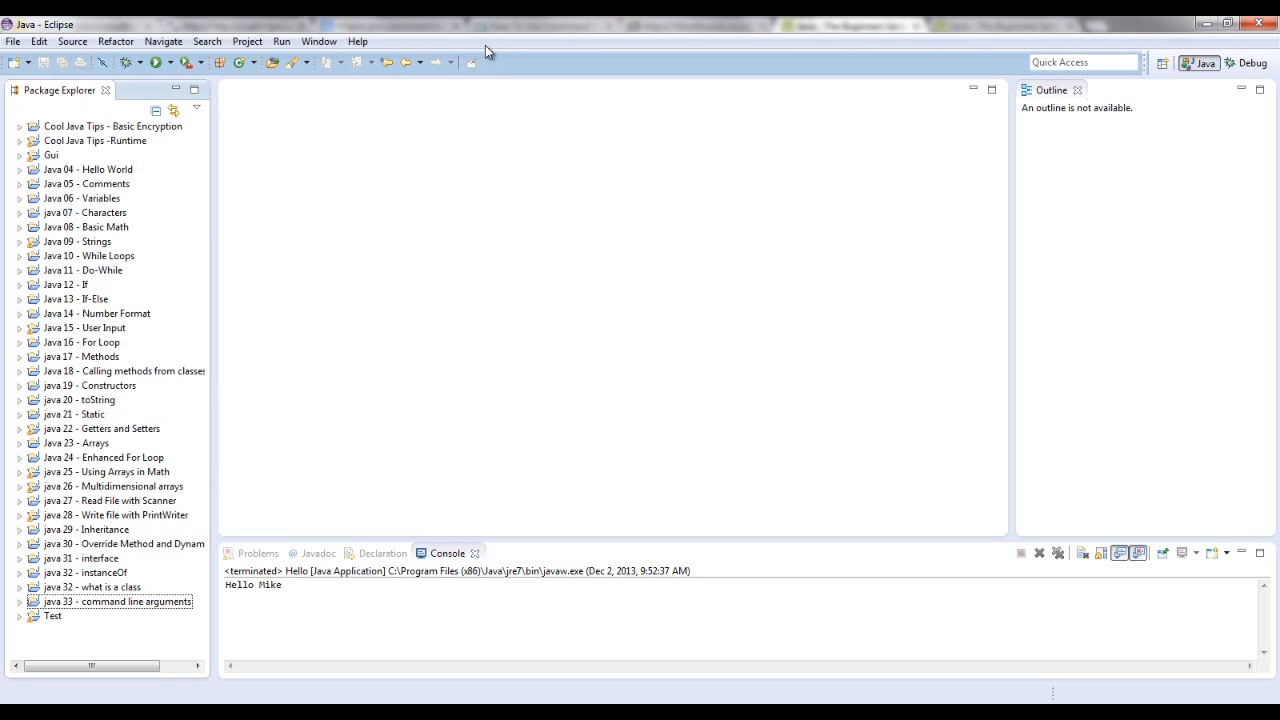 Java - Eclipse
File Edit Source Refactor Navigate Search Project Run Window Help
Quick Access Java Debug
Package Explorer
Cool Java Tips - Basic Encryption
Cool Java Tips -Runtime
Gui
Java 04 - Hello World
Java 05 - Comments
Java 06 - Variables
java 07 - Characters
Java 08 - Basic Math
Java 09 - Strings
Java 10 - While Loops
Java 11 - Do-While
Java 12 - If
Java 13 - If-Else
Java 14 - Number Format
Java 15 - User Input
Java 16 - For Loop
java 17 - Methods
Java 18 - Calling methods from classes
java 19 - Constructors
java 20 - toString
java 21 - Static
java 22 - Getters and Setters
Java 23 - Arrays
Java 24 - Enhanced For Loop
java 25 - Using Arrays in Math
java 26 - Multidimensional arrays
java 27 - Read File with Scanner
java 28 - Write file with PrintWriter
java 29 - Inheritance
java 30 - Override Method and Dynam
java 31 - interface
java 32 - instanceOf
java 32 - what is a class
java 33 - command line arguments
Test
Outline
An outline is not available.
Problems Javadoc Declaration Console
<terminated> Hello [Java Application] C:\Program Files (x86)\Java\jre7\bin\javaw.exe (Dec 2, 2013, 9:52:37 AM)
Hello Mike